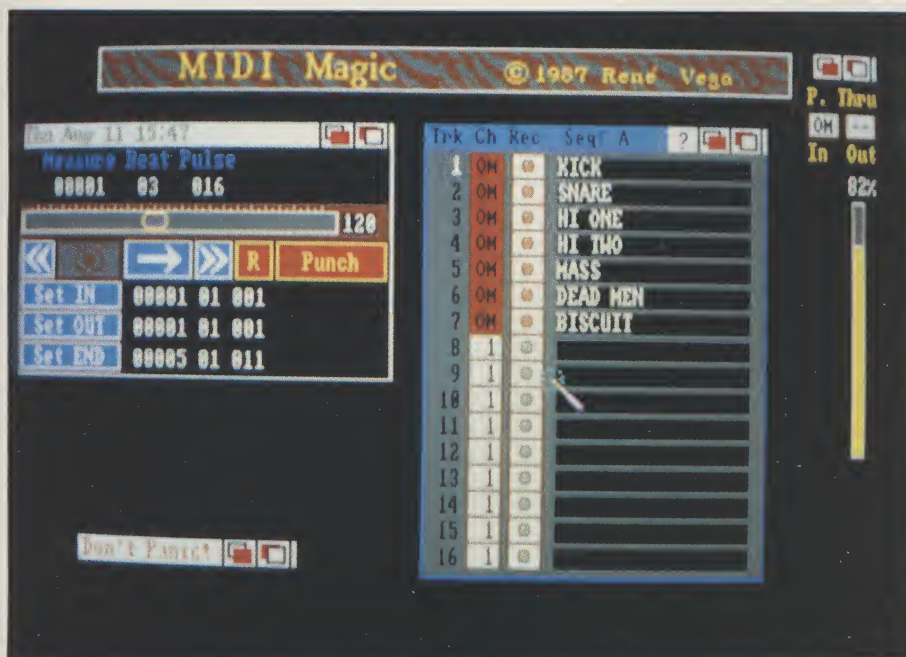 MIDI Magic © 1987 René Vega
P. Thru
OM --
In Out
82%
Thu Aug 11 15:47
Measure Beat Pulse
00001 03 016
120
R Punch
Set IN 00001 01 001
Set OUT 00001 01 001
Set END 00005 01 011
Don't Panic!
Trk Ch Rec Seq: A ?
1 OM KICK
2 OM SNARE
3 OM HI ONE
4 OM HI TWO
5 OM MASS
6 OM DEAD MEN
7 OM BISCUIT
8 1
9 1
10 1
11 1
12 1
13 1
14 1
15 1
16 1